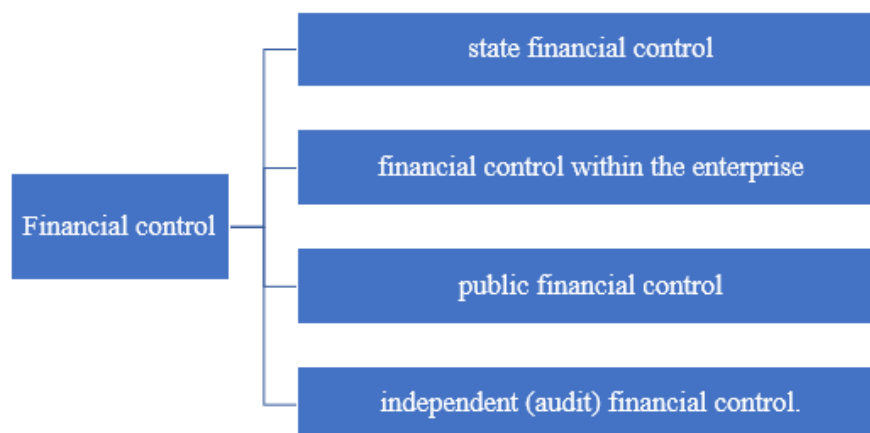 state financial control
financial control within the enterprise
Financial control
public financial control
independent (audit) financial control.